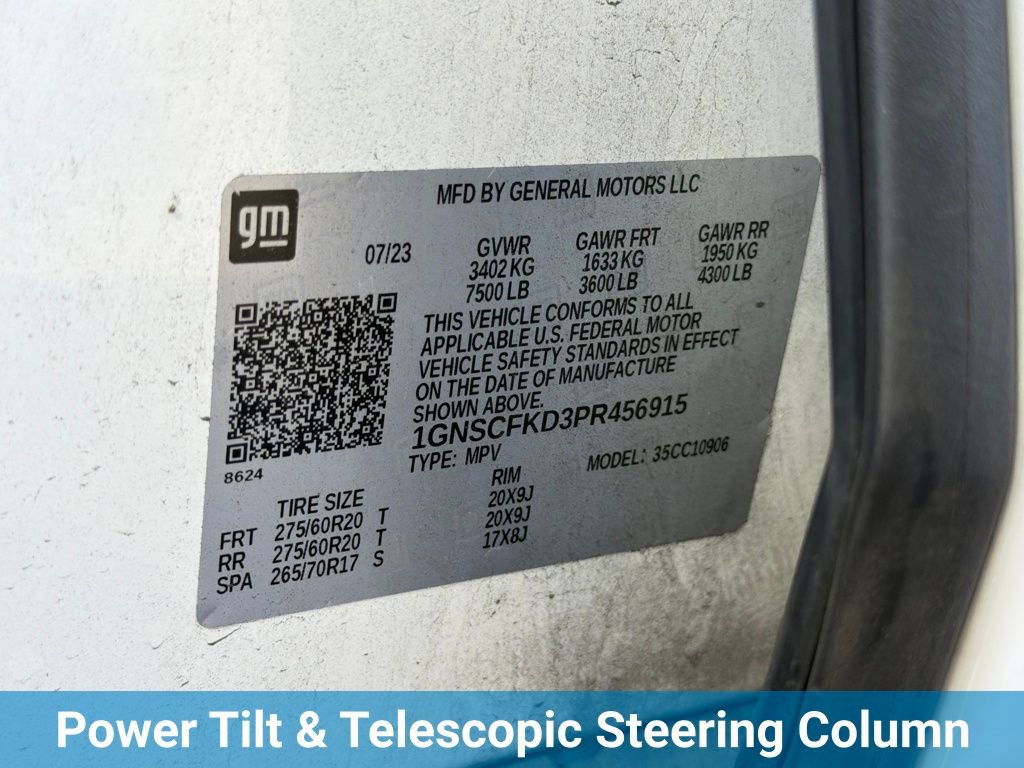 gm
MFD BY GENERAL MOTORS LLC
07/23 GVWR GAWR FRT GAWR RR
3402 KG 1633 KG 1950 KG
7500 LB 3600 LB 4300 LB
THIS VEHICLE CONFORMS TO ALL
APPLICABLE U.S. FEDERAL MOTOR
VEHICLE SAFETY STANDARDS IN EFFECT
ON THE DATE OF MANUFACTURE
SHOWN ABOVE.
1GNSCFKD3PR456915
8624
TYPE: MPV MODEL: 35CC10906
TIRE SIZE RIM
FRT 275/60R20 T 20X9J
RR 275/60R20 T 20X9J
SPA 265/70R17 S 17X8J
Power Tilt & Telescopic Steering Column